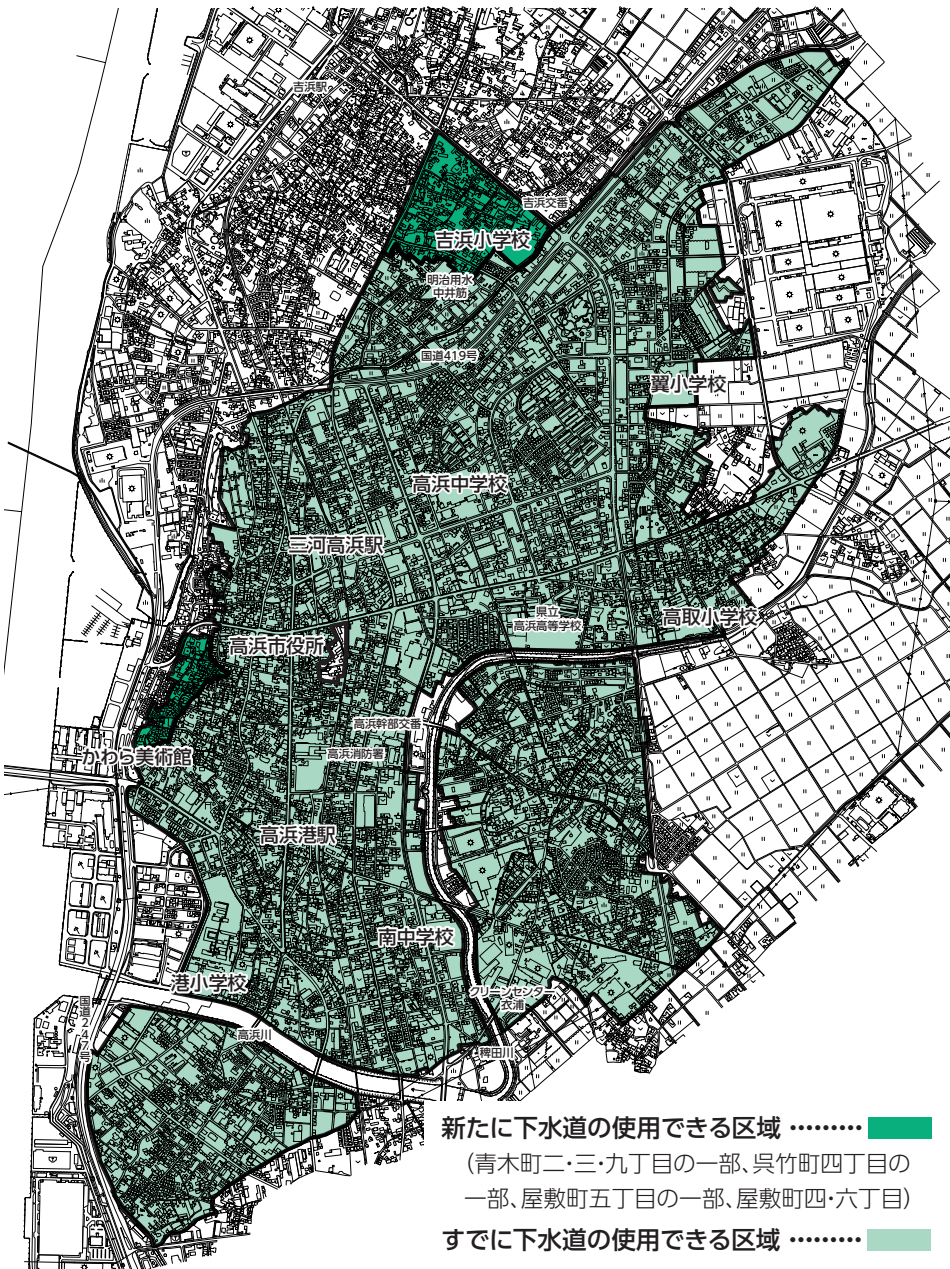 吉浜駅
吉浜交番
吉浜小学校
明治用水
中井筋
国道419号
翼小学校
高浜中学校
三河高浜駅
県立
高浜高等学校
高取小学校
高浜市役所
高浜幹部交番
高浜消防署
かわら美術館
高浜港駅
南中学校
港小学校
クリーンセンター
衣浦
国道247号
高浜川
稗田川
新たに下水道の使用できる区域 ………
(青木町二・三・九丁目の一部、呉竹町四丁目の
一部、屋敷町五丁目の一部、屋敷町四・六丁目)
すでに下水道の使用できる区域 ………